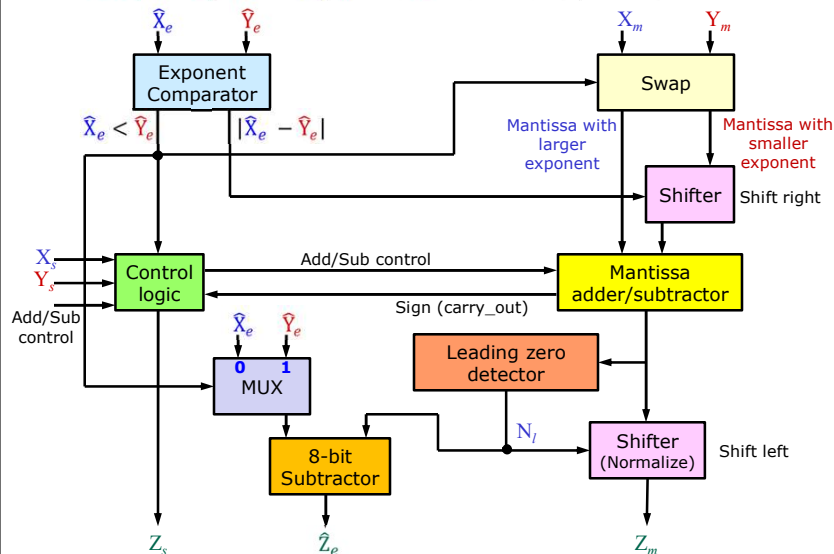 X̂e Ŷe Xm Ym
Exponent
Comparator
Swap
X̂e < Ŷe |X̂e − Ŷe|
Mantissa with
larger
exponent
Mantissa with
smaller
exponent
Shifter
Shift right
Xs
Ys
Add/Sub
control
Control
logic
Add/Sub control
Sign (carry_out)
Mantissa
adder/subtractor
X̂e Ŷe
0 1
MUX
Leading zero
detector
Nl
8-bit
Subtractor
Shifter
(Normalize)
Shift left
Zs Ẑe Zm